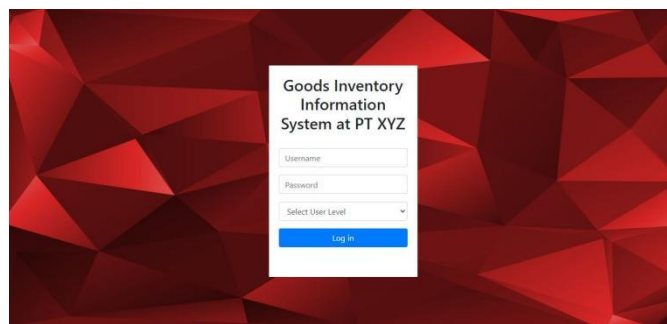 Goods Inventory
Information
System at PT XYZ
Username
Password
Select User Level
Log in